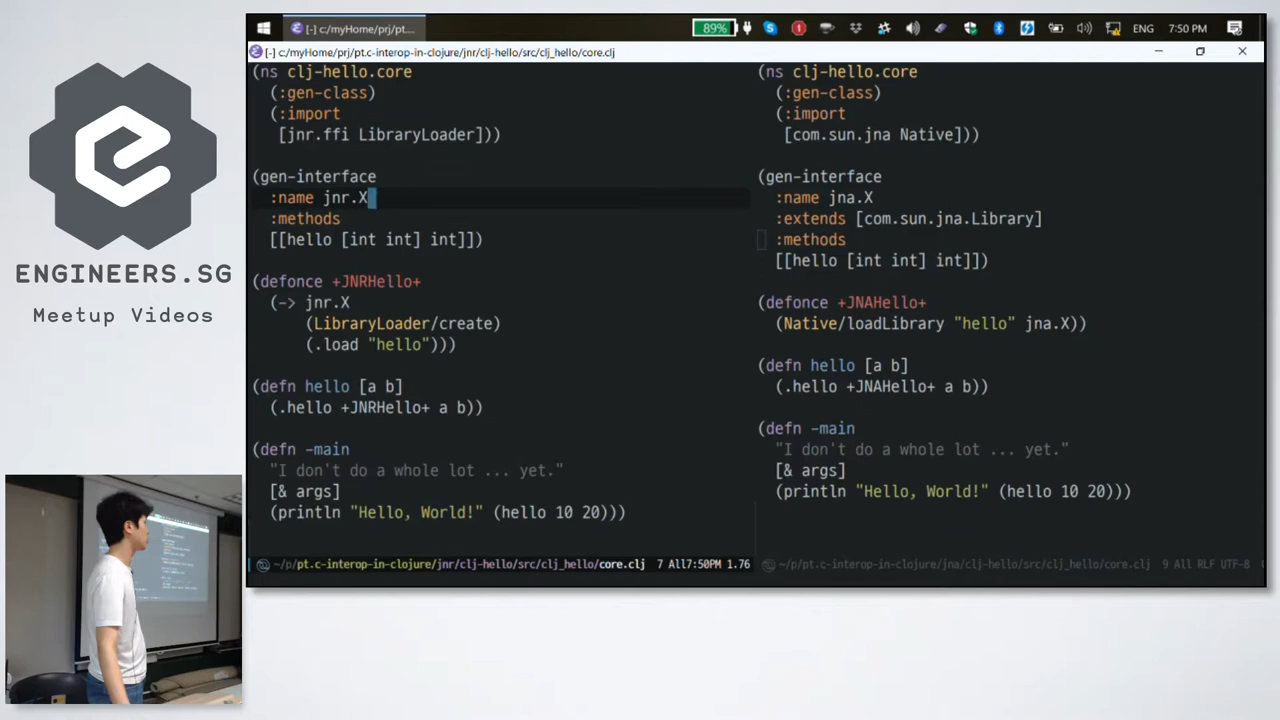 [-] c:/myHome/prj/pt....
89%
ENG
7:50 PM
[-] c:/myHome/prj/pt.c-interop-in-clojure/jnr/clj-hello/src/clj_hello/core.clj
(ns clj-hello.core
(:gen-class)
(:import
[jnr.ffi LibraryLoader]))
(gen-interface
:name jnr.X
:methods
[[hello [int int] int]])
(defonce +JNRHello+
(-> jnr.X
(LibraryLoader/create)
(.load "hello")))
(defn hello [a b]
(.hello +JNRHello+ a b))
(defn -main
"I don't do a whole lot ... yet."
[& args]
(println "Hello, World!" (hello 10 20)))
~/p/pt.c-interop-in-clojure/jnr/clj-hello/src/clj_hello/core.clj 7 All7:50PM 1.76
(ns clj-hello.core
(:gen-class)
(:import
[com.sun.jna Native]))
(gen-interface
:name jna.X
:extends [com.sun.jna.Library]
:methods
[[hello [int int] int]])
(defonce +JNAHello+
(Native/loadLibrary "hello" jna.X))
(defn hello [a b]
(.hello +JNAHello+ a b))
(defn -main
"I don't do a whole lot ... yet."
[& args]
(println "Hello, World!" (hello 10 20)))
~/p/pt.c-interop-in-clojure/jna/clj-hello/src/clj_hello/core.clj 9 All RLF UTF-8
ENGINEERS.SG
Meetup Videos